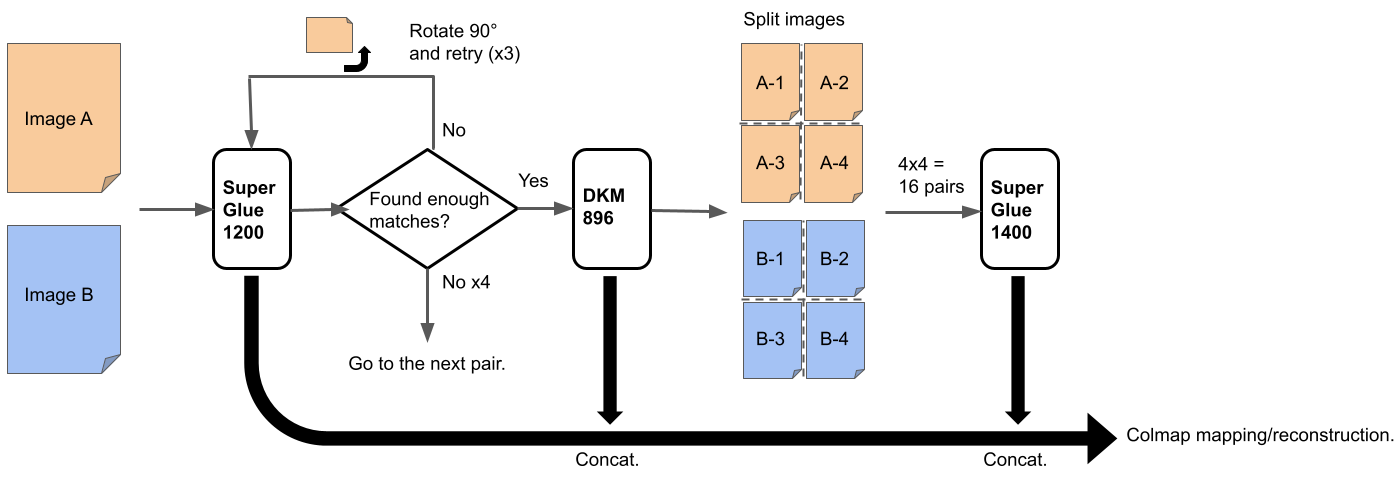 Split images
Rotate 90°
and retry (x3)
Image A
A-1
A-2
A-3
A-4
No
Super
Glue
1200
Found enough
matches?
Yes
DKM
896
4x4 =
16 pairs
Super
Glue
1400
Image B
B-1
B-2
B-3
B-4
No x4
Go to the next pair.
Colmap mapping/reconstruction.
Concat.
Concat.